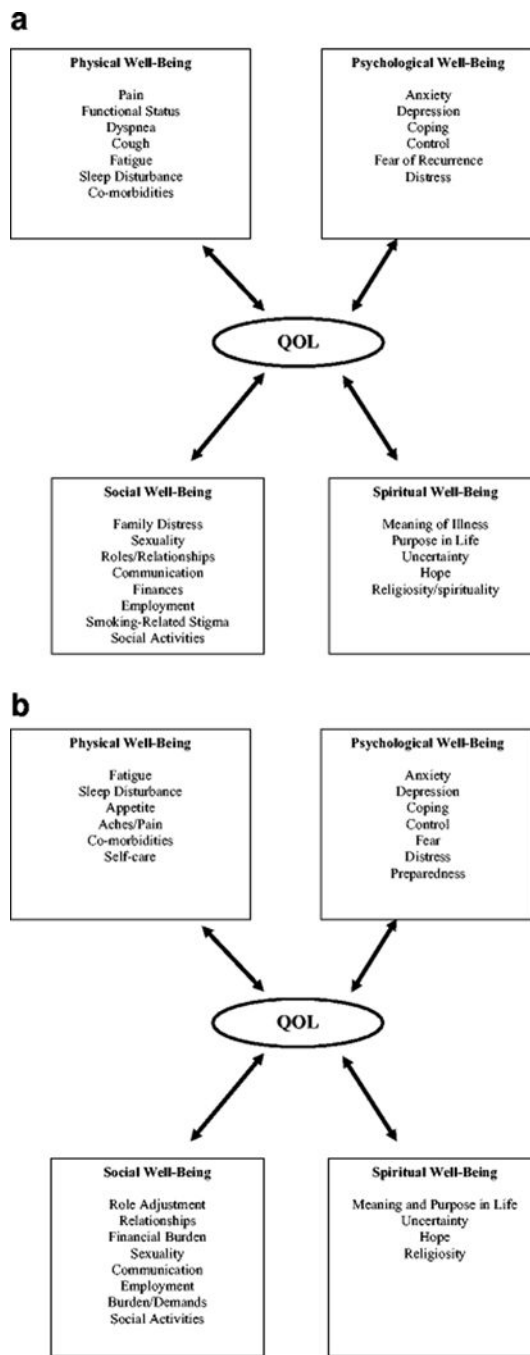 a
Physical Well-Being
Pain
Functional Status
Dyspnea
Cough
Fatigue
Sleep Disturbance
Co-morbidities
Psychological Well-Being
Anxiety
Depression
Coping
Control
Fear of Recurrence
Distress
QOL
Social Well-Being
Family Distress
Sexuality
Roles/Relationships
Communication
Finances
Employment
Smoking-Related Stigma
Social Activities
Spiritual Well-Being
Meaning of Illness
Purpose in Life
Uncertainty
Hope
Religiosity/spirituality
b
Physical Well-Being
Fatigue
Sleep Disturbance
Appetite
Aches/Pain
Co-morbidities
Self-care
Psychological Well-Being
Anxiety
Depression
Coping
Control
Fear
Distress
Preparedness
QOL
Social Well-Being
Role Adjustment
Relationships
Financial Burden
Sexuality
Communication
Employment
Burden/Demands
Social Activities
Spiritual Well-Being
Meaning and Purpose in Life
Uncertainty
Hope
Religiosity